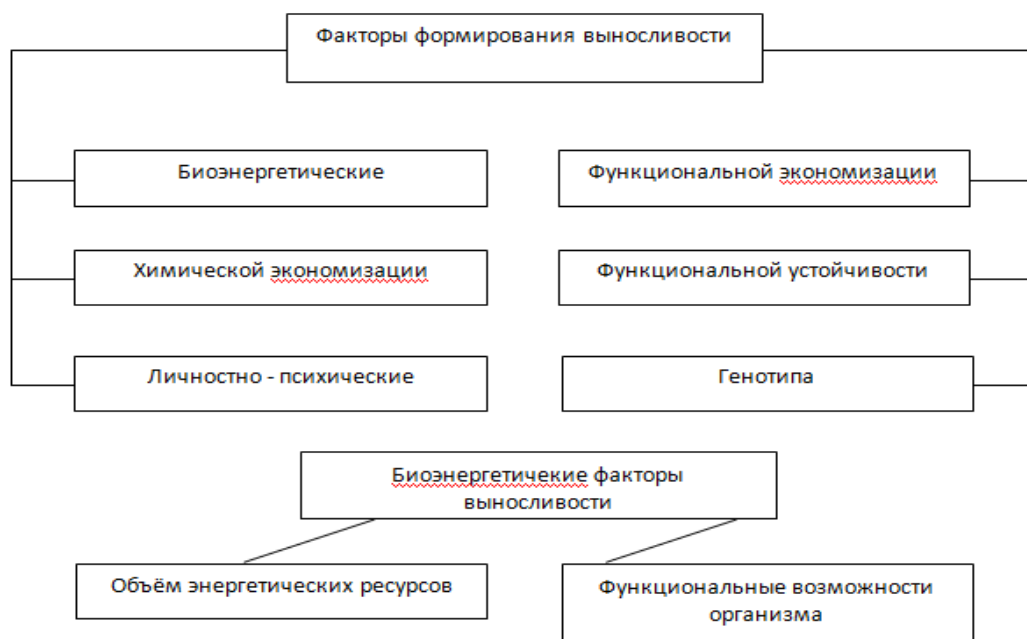 Факторы формирования выносливости
Биоэнергетические
Функциональной экономизации
Химической экономизации
Функциональной устойчивости
Личностно - психические
Генотипа
Биоэнергетичекие факторы
выносливости
Объём энергетических ресурсов
Функциональные возможности
организма